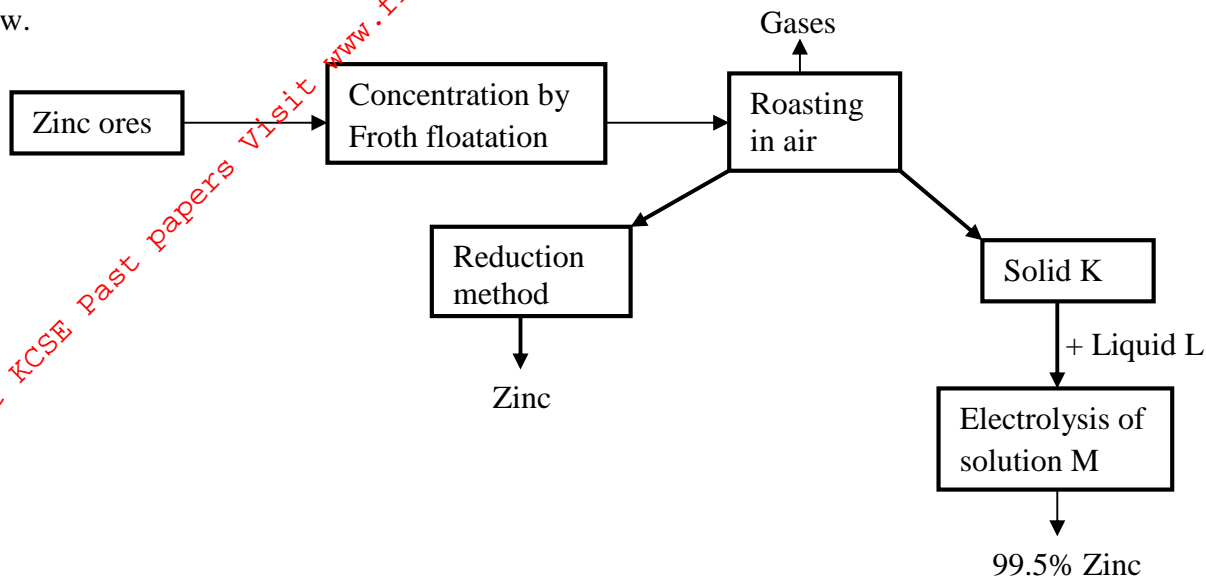 w.
Gases
Zinc ores
Concentration by
Froth floatation
Roasting
in air
Reduction
method
Solid K
+ Liquid L
Zinc
Electrolysis of
solution M
99.5% Zinc
KCSE Past papers Visit www.